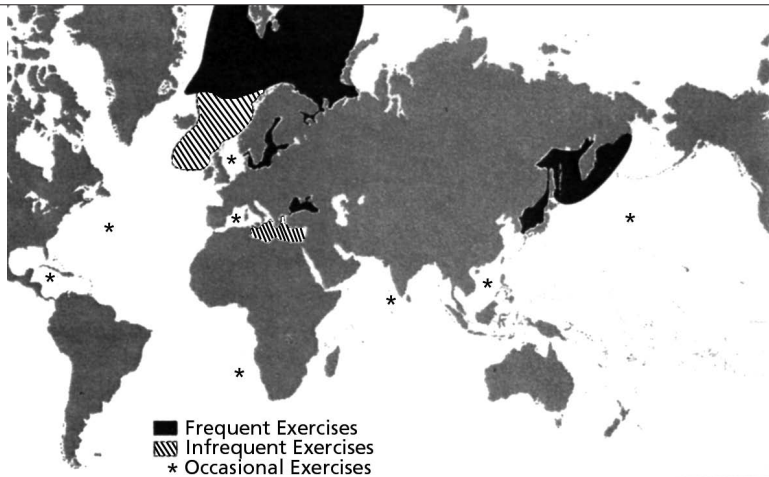 Frequent Exercises
Infrequent Exercises
* Occasional Exercises